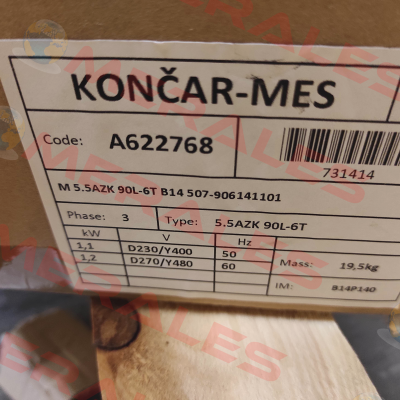 KONČAR-MES
Code: A622768
731414
M 5.5AZK 90L-6T B14 507-906141101
Phase: 3 Type: 5.5AZK 90L-6T
kW V Hz
1,1 D230/Y400 50
1,2 D270/Y480 60
Mass: 19,5kg
IM: B14P140
MERALES